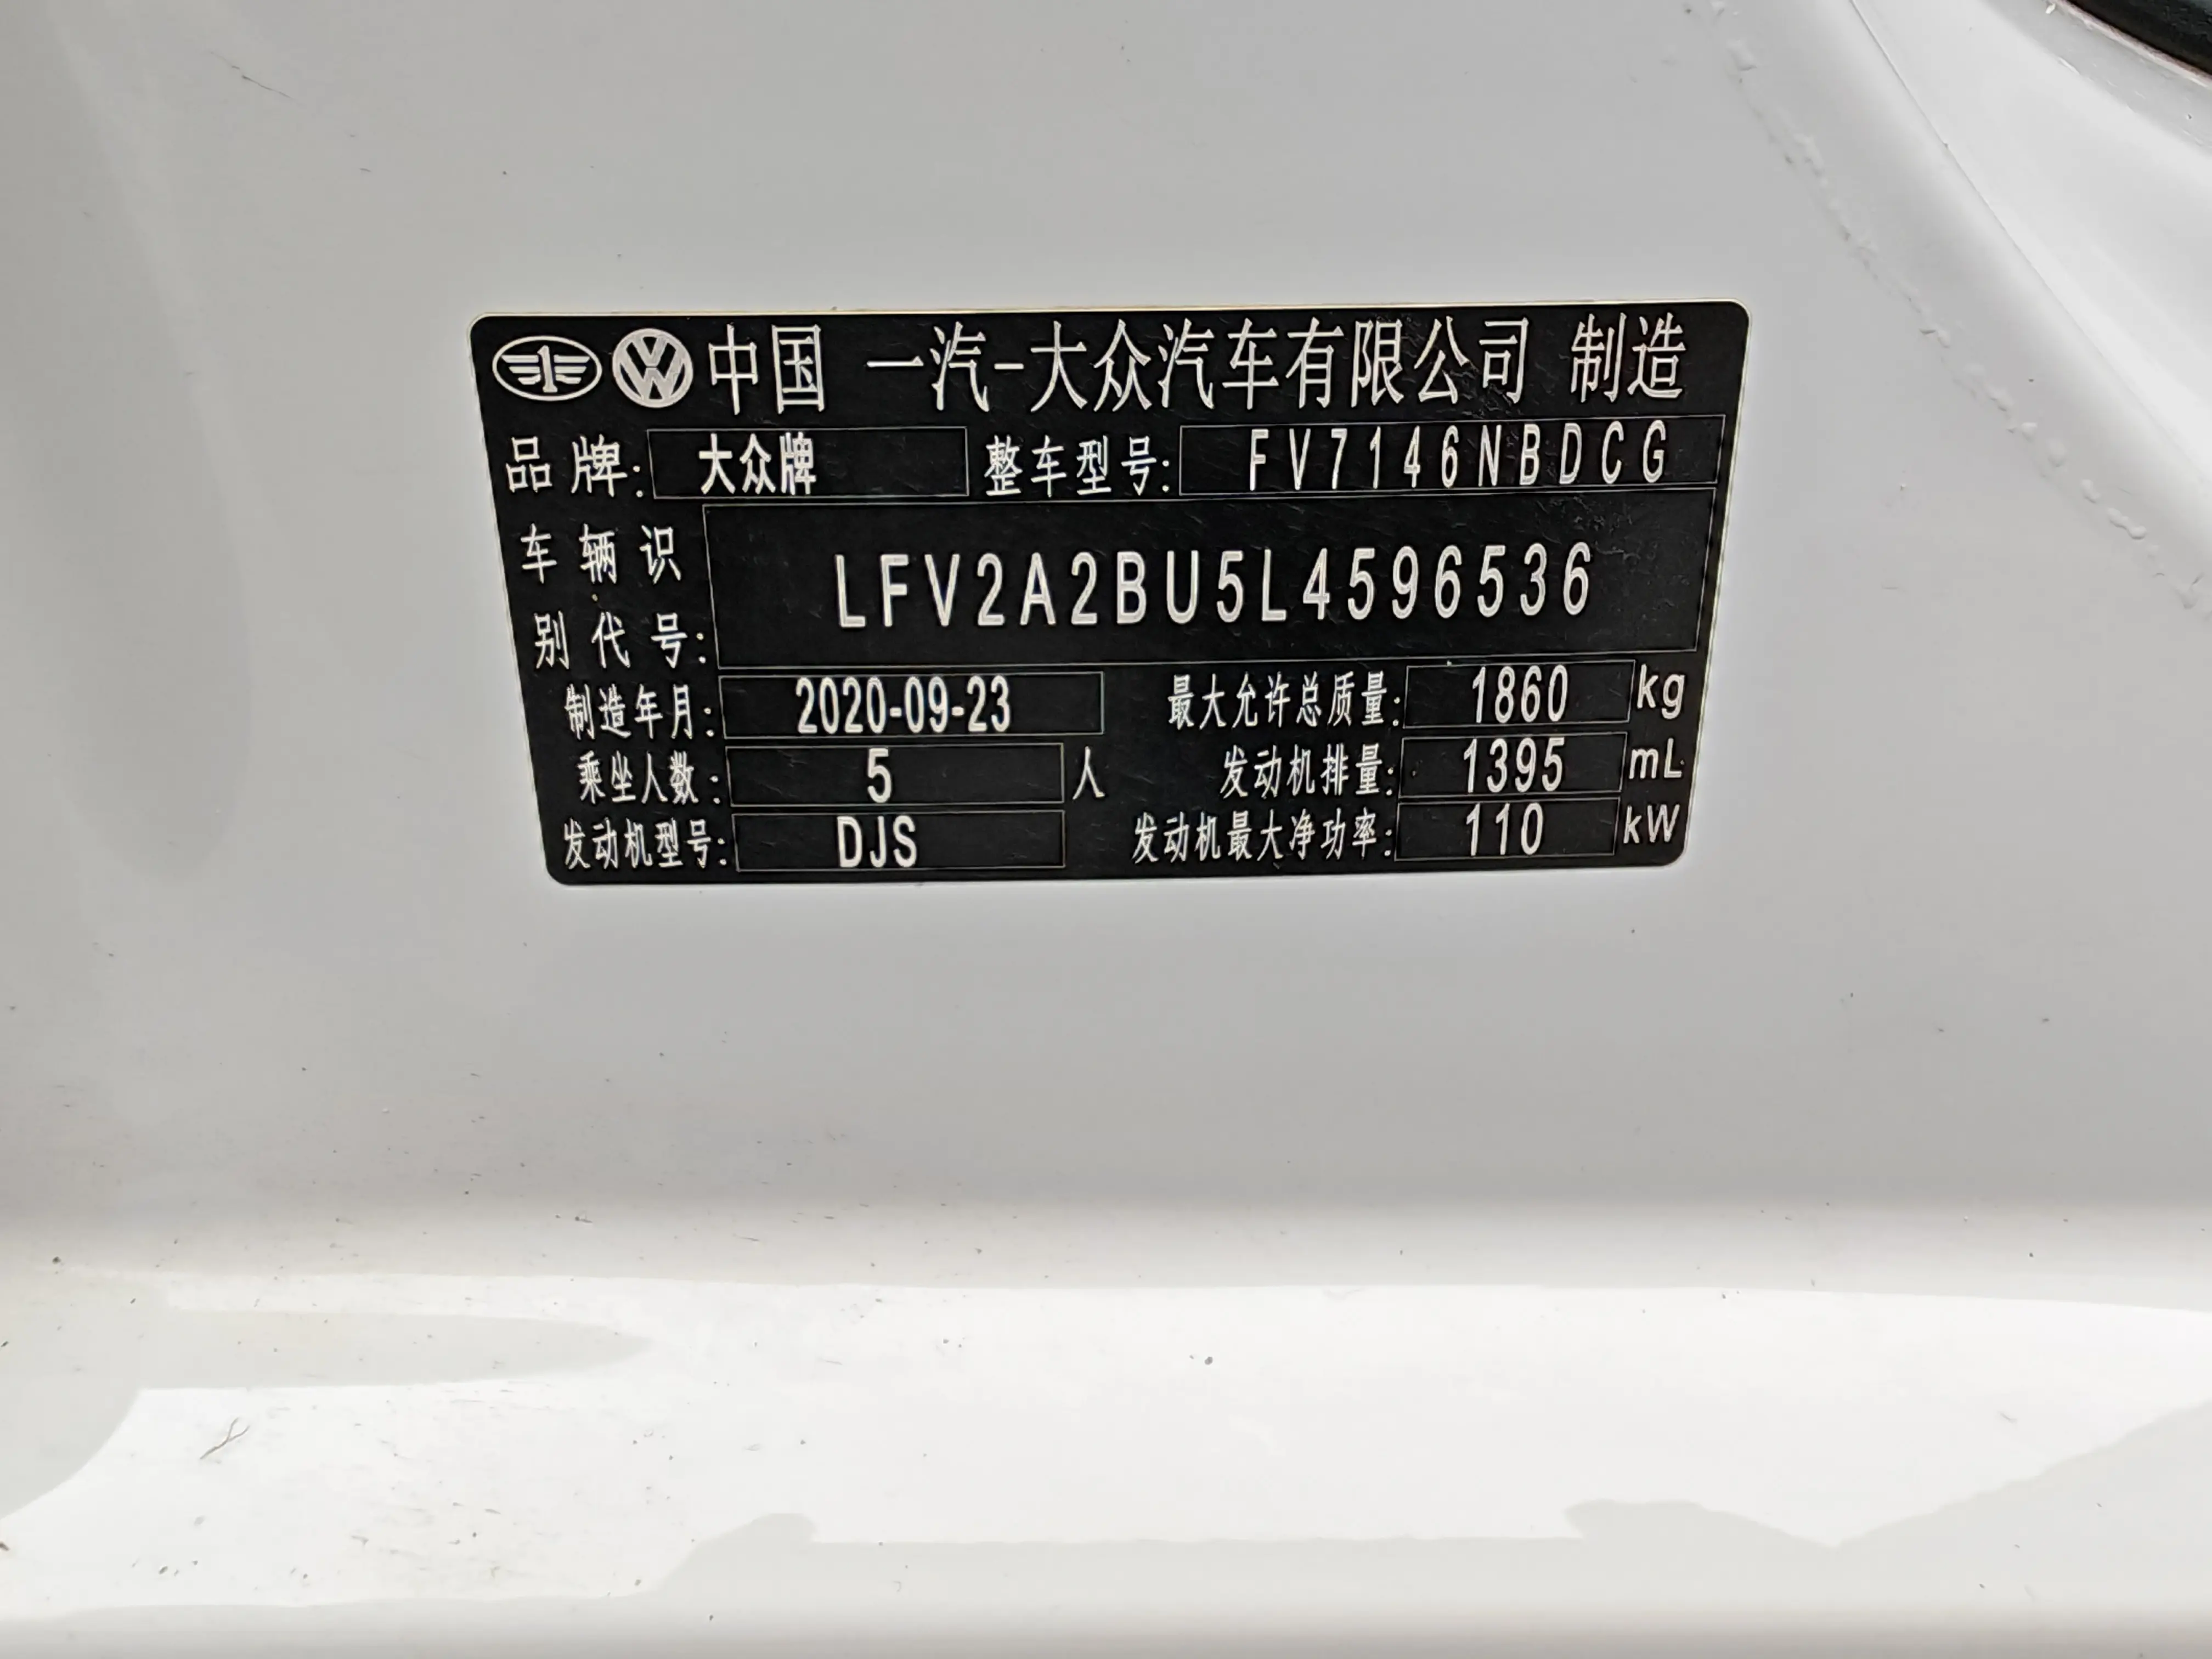 中国 一汽-大众汽车有限公司 制造
品牌: 大众牌 整车型号: FV7146NBDCG
车辆识
别代号: LFV2A2BU5L4596536
制造年月: 2020-09-23 最大允许总质量: 1860 kg
乘坐人数: 5 人 发动机排量: 1395 mL
发动机型号: DJS 发动机最大净功率: 110 kW